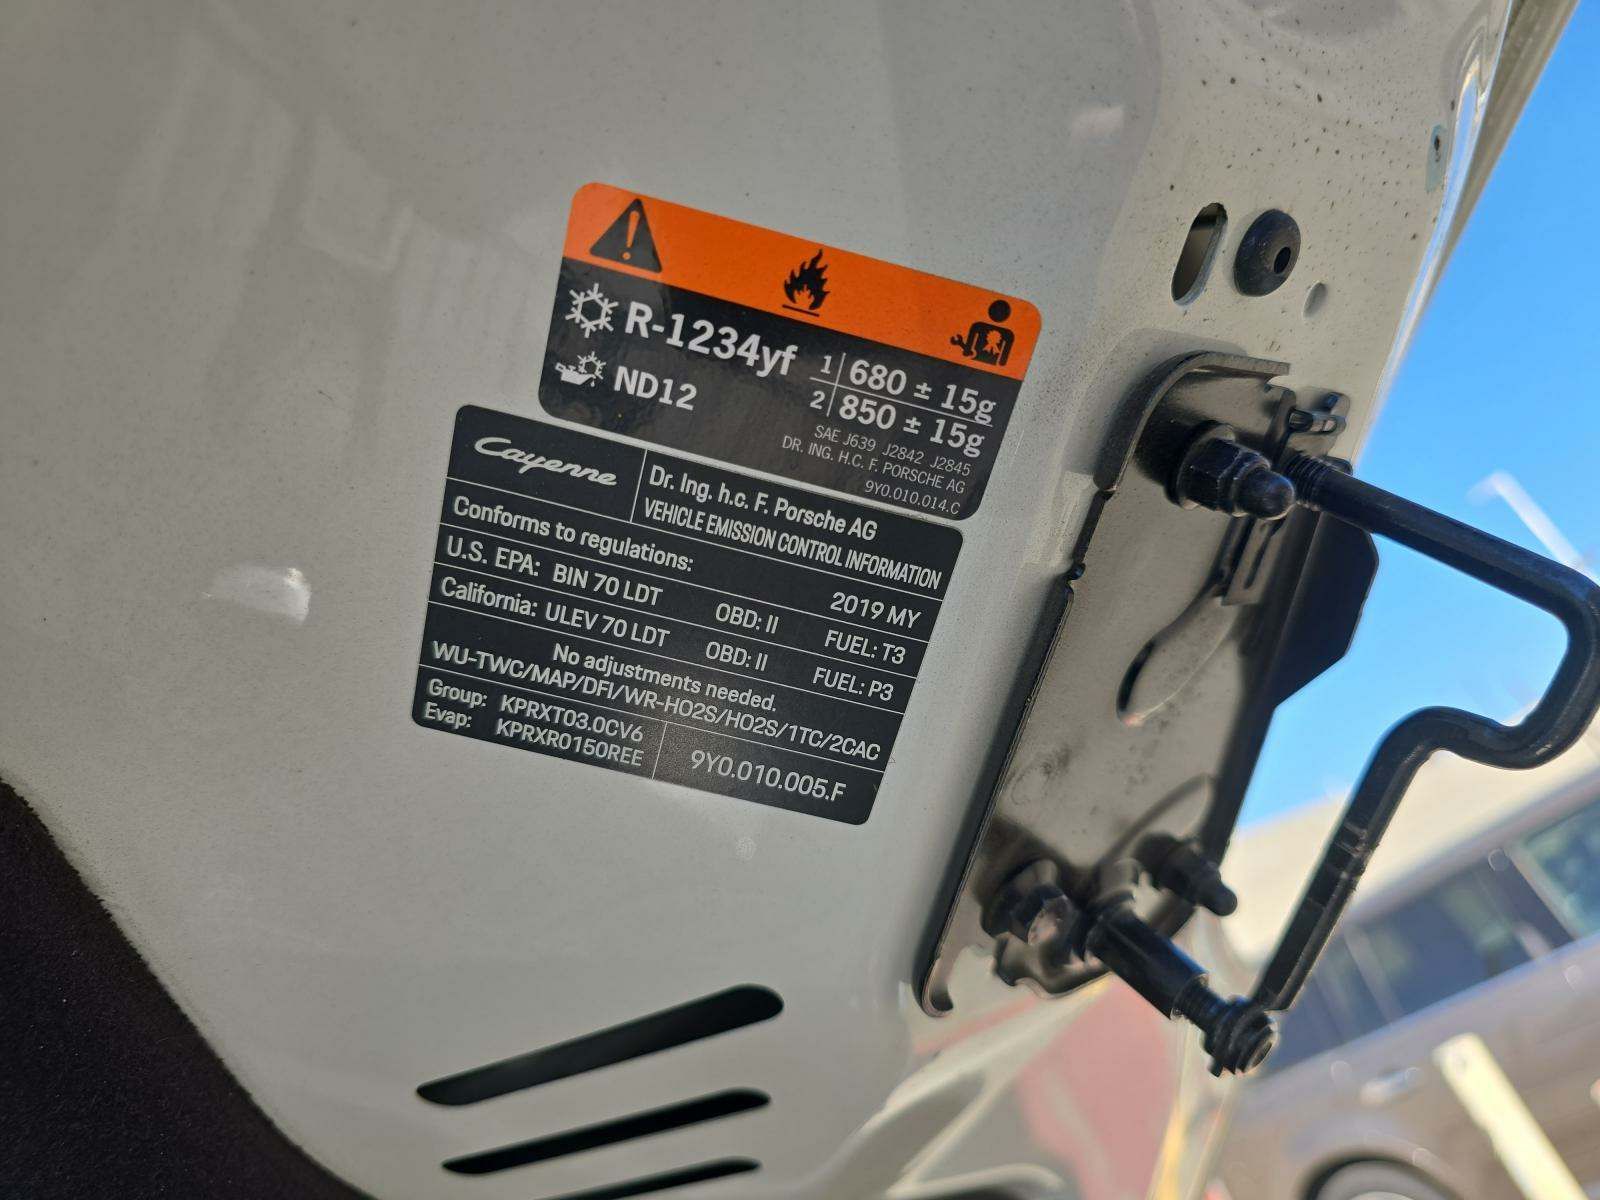 R-1234yf
ND12
1 680 ± 15g
2 850 ± 15g
SAE J639 J2842 J2845
DR. ING. H.C. F. PORSCHE AG
9Y0.010.014.C
Cayenne
Dr. Ing. h.c. F. Porsche AG
VEHICLE EMISSION CONTROL INFORMATION
Conforms to regulations: 2019 MY
U.S. EPA: BIN 70 LDT OBD: II FUEL: T3
California: ULEV 70 LDT OBD: II FUEL: P3
No adjustments needed.
WU-TWC/MAP/DFI/WR-HO2S/HO2S/1TC/2CAC
Group: KPRXT03.0CV6
Evap: KPRXR0150REE
9Y0.010.005.F